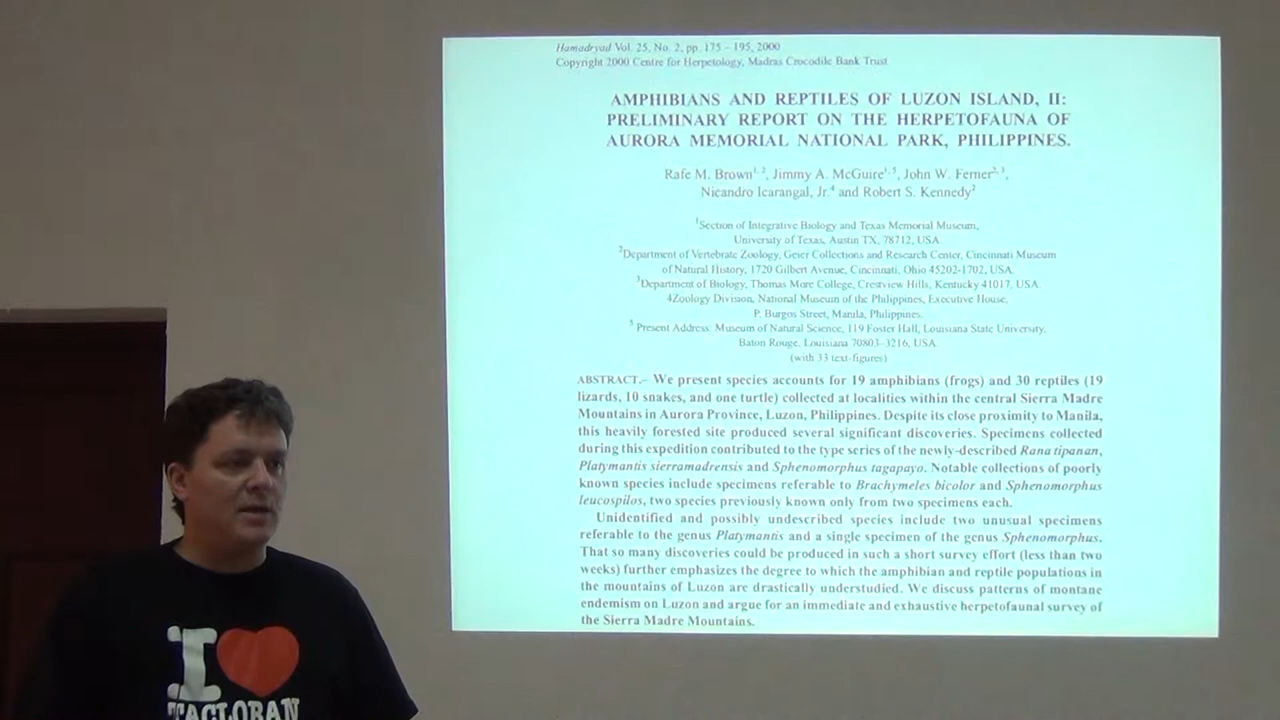 Hamadryad Vol. 25, No. 2, pp. 175 – 195, 2000
Copyright 2000 Centre for Herpetology, Madras Crocodile Bank Trust
AMPHIBIANS AND REPTILES OF LUZON ISLAND, II:
PRELIMINARY REPORT ON THE HERPETOFAUNA OF
AURORA MEMORIAL NATIONAL PARK, PHILIPPINES.
Rafe M. Brown1, 2, Jimmy A. McGuire1, 5, John W. Ferner2, 3,
Nicandro Icarangal, Jr.4 and Robert S. Kennedy2
1Section of Integrative Biology and Texas Memorial Museum,
University of Texas, Austin TX, 78712, USA.
2Department of Vertebrate Zoology, Geier Collections and Research Center, Cincinnati Museum
of Natural History, 1720 Gilbert Avenue, Cincinnati, Ohio 45202-1702, USA.
3Department of Biology, Thomas More College, Crestview Hills, Kentucky 41017, USA.
4Zoology Division, National Museum of the Philippines, Executive House,
P. Burgos Street, Manila, Philippines.
5 Present Address: Museum of Natural Science, 119 Foster Hall, Louisiana State University,
Baton Rouge, Louisiana 70803-3216, USA.
(with 33 text-figures)
ABSTRACT.– We present species accounts for 19 amphibians (frogs) and 30 reptiles (19
lizards, 10 snakes, and one turtle) collected at localities within the central Sierra Madre
Mountains in Aurora Province, Luzon, Philippines. Despite its close proximity to Manila,
this heavily forested site produced several significant discoveries. Specimens collected
during this expedition contributed to the type series of the newly-described Rana tipanan,
Platymantis sierramadrensis and Sphenomorphus tagapayo. Notable collections of poorly
known species include specimens referable to Brachymeles bicolor and Sphenomorphus
leucospilos, two species previously known only from two specimens each.
Unidentified and possibly undescribed species include two unusual specimens
referable to the genus Platymantis and a single specimen of the genus Sphenomorphus.
That so many discoveries could be produced in such a short survey effort (less than two
weeks) further emphasizes the degree to which the amphibian and reptile populations in
the mountains of Luzon are drastically understudied. We discuss patterns of montane
endemism on Luzon and argue for an immediate and exhaustive herpetofaunal survey of
the Sierra Madre Mountains.
I
TACLOBAN